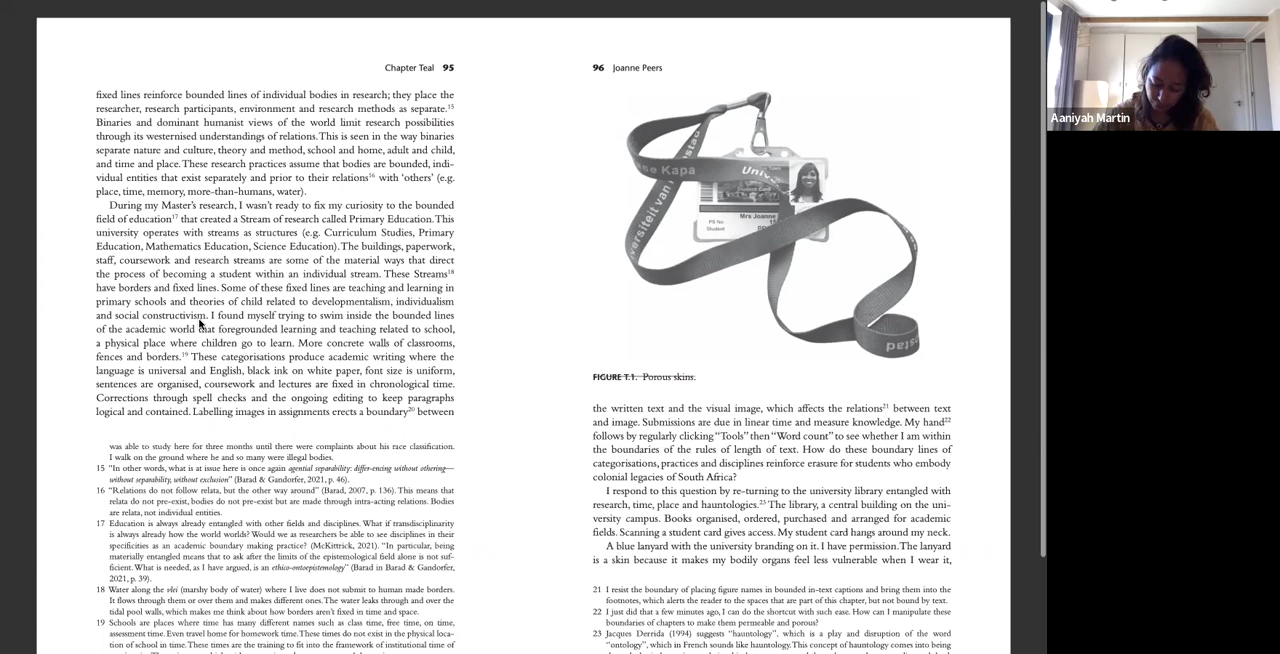 Chapter Teal 95
fixed lines reinforce bounded lines of individual bodies in research; they place the
researcher, research participants, environment and research methods as separate.15
Binaries and dominant humanist views of the world limit research possibilities
through its westernised understandings of relations. This is seen in the way binaries
separate nature and culture, theory and method, school and home, adult and child,
and time and place. These research practices assume that bodies are bounded, indi-
vidual entities that exist separately and prior to their relations16 with 'others' (e.g.
place, time, memory, more-than-humans, water).
During my Master's research, I wasn't ready to fix my curiosity to the bounded
field of education17 that created a Stream of research called Primary Education. This
university operates with streams as structures (e.g. Curriculum Studies, Primary
Education, Mathematics Education, Science Education). The buildings, paperwork,
staff, coursework and research streams are some of the material ways that direct
the process of becoming a student within an individual stream. These Streams18
have borders and fixed lines. Some of these fixed lines are teaching and learning in
primary schools and theories of child related to developmentalism, individualism
and social constructivism. I found myself trying to swim inside the bounded lines
of the academic world that foregrounded learning and teaching related to school,
a physical place where children go to learn. More concrete walls of classrooms,
fences and borders.19 These categorisations produce academic writing where the
language is universal and English, black ink on white paper, font size is uniform,
sentences are organised, coursework and lectures are fixed in chronological time.
Corrections through spell checks and the ongoing editing to keep paragraphs
logical and contained. Labelling images in assignments erects a boundary20 between
was able to study here for three months until there were complaints about his race classification.
I walk on the ground where he and so many were illegal bodies.
15 "In other words, what is at issue here is once again agential separability: differ-encing without othering—
without separability, without exclusion" (Barad & Gandorfer, 2021, p. 46).
16 "Relations do not follow relata, but the other way around" (Barad, 2007, p. 136). This means that
relata do not pre-exist, bodies do not pre-exist but are made through intra-acting relations. Bodies
are relata, not individual entities.
17 Education is always already entangled with other fields and disciplines. What if transdisciplinarity
is always already how the world worlds? Would we as researchers be able to see disciplines in their
specificities as an academic boundary making practice? (McKittrick, 2021). "In particular, being
materially entangled means that to ask after the limits of the epistemological field alone is not suf-
ficient. What is needed, as I have argued, is an ethico-ontoepistemology" (Barad in Barad & Gandorfer,
2021, p. 39).
18 Water along the vlei (marshy body of water) where I live does not submit to human made borders.
It flows through them or over them and makes different ones. The water leaks through and over the
tidal pool walls, which makes me think about how borders aren't fixed in time and space.
19 Schools are places where time has many different names such as class time, free time, on time,
assessment time. Even travel home for homework time. These times do not exist in the physical loca-
tion of school in time. These times are the training to fit into the framework of institutional time of
96 Joanne Peers
se Kapa
Univ
versiteit van
stad
Student Card
Mrs Joanne
PS No
15
Student
pets
FIGURE T.1. Porous skins.
the written text and the visual image, which affects the relations21 between text
and image. Submissions are due in linear time and measure knowledge. My hand22
follows by regularly clicking "Tools" then "Word count" to see whether I am within
the boundaries of the rules of length of text. How do these boundary lines of
categorisations, practices and disciplines reinforce erasure for students who embody
colonial legacies of South Africa?
I respond to this question by re-turning to the university library entangled with
research, time, place and hauntologies.23 The library, a central building on the uni-
versity campus. Books organised, ordered, purchased and arranged for academic
fields. Scanning a student card gives access. My student card hangs around my neck.
A blue lanyard with the university branding on it. I have permission. The lanyard
is a skin because it makes my bodily organs feel less vulnerable when I wear it,
21 I resist the boundary of placing figure names in bounded in-text captions and bring them into the
footnotes, which alerts the reader to the spaces that are part of this chapter, but not bound by text.
22 I just did that a few minutes ago, I can do the shortcut with such ease. How can I manipulate these
boundaries of chapters to make them permeable and porous?
23 Jacques Derrida (1994) suggests "hauntology", which is a play and disruption of the word
"ontology", which in French sounds like hauntology. This concept of hauntology comes into being
Aaniyah Martin